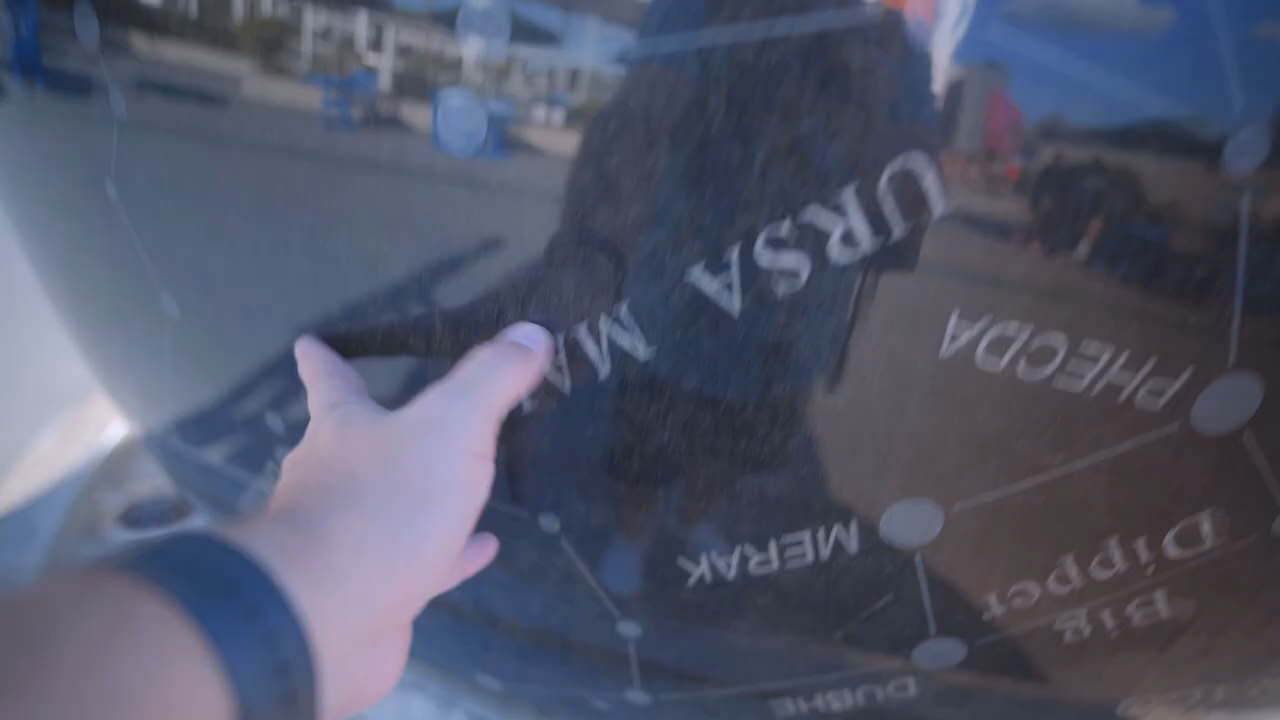 URSA MA
PHECDA
MERAK
Big
Dipper
DUBHE